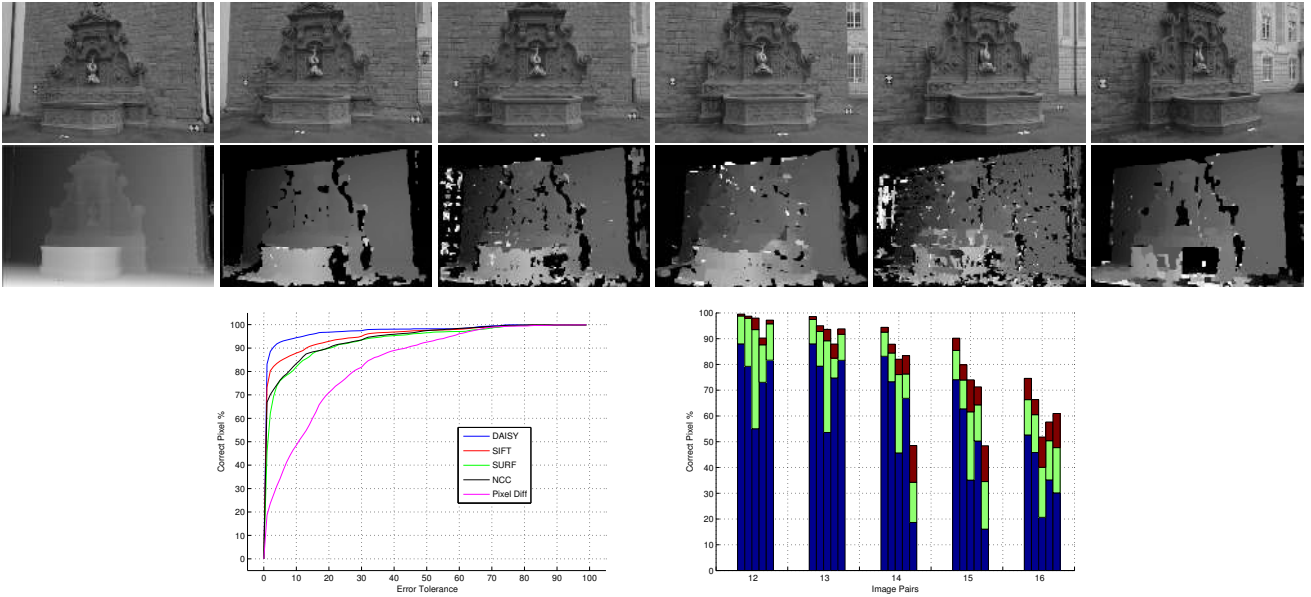 100
90
80
70
60
50
40
30
20
10
0
Correct Pixel %
0 10 20 30 40 50 60 70 80 90 100
Error Tolerance
DAISY
SIFT
SURF
NCC
Pixel Diff
100
90
80
70
60
50
40
30
20
10
0
Correct Pixel %
12 13 14 15 16
Image Pairs